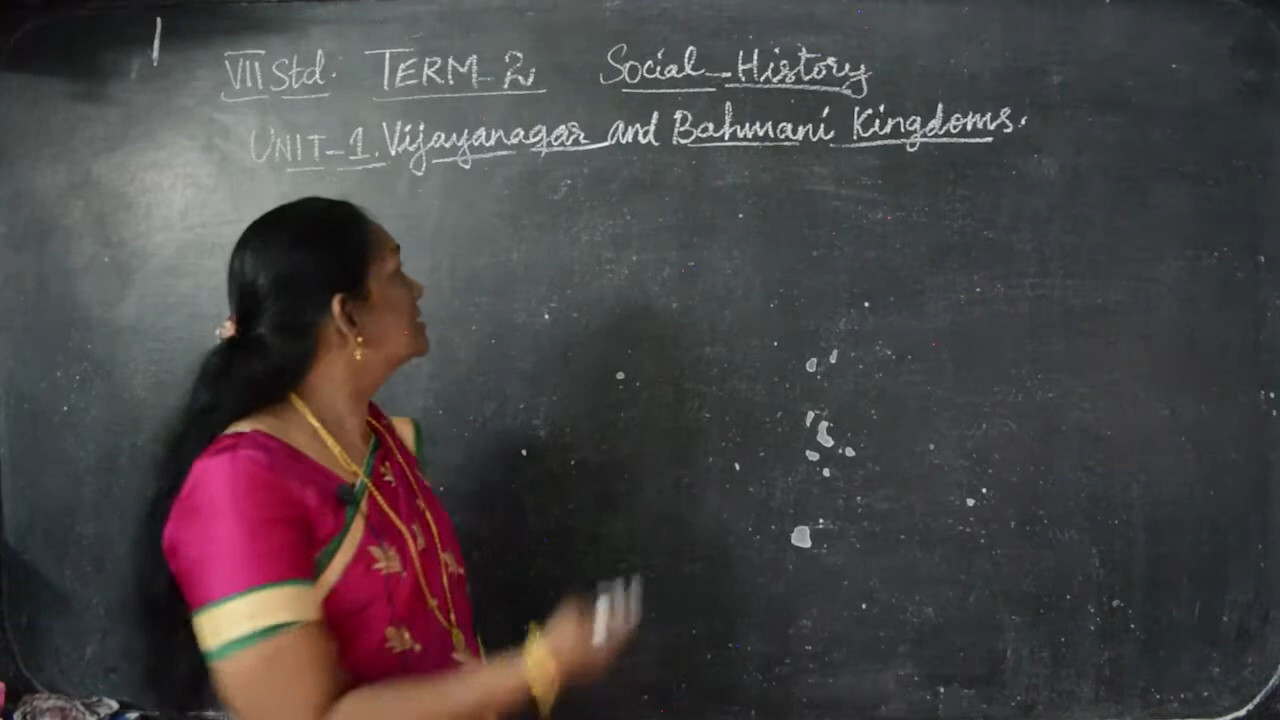 VII Std. TERM-2 Social-History
UNIT-1. Vijayanagar and Bahmani Kingdoms.